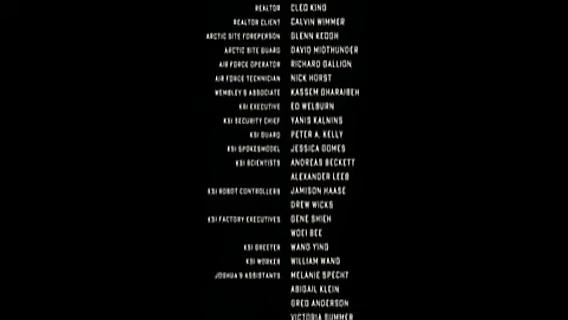 REALTOR CLEO KING
REALTOR CLIENT CALVIN WIMMER
ARCTIC SITE FOREPERSON GLENN KEOGH
ARCTIC SITE GUARD DAVID MIDTHUNDER
AIR FORCE OPERATOR RICHARD GALLION
AIR FORCE TECHNICIAN NICK HORST
WEMBLEY'S ASSOCIATE KASSEM GHARAIBEH
KSI EXECUTIVE ED WELBURN
KSI SECURITY CHIEF YANIS KALNINS
KSI GUARD PETER A. KELLY
KSI SPOKESMODEL JESSICA GOMES
KSI SCIENTISTS ANDREAS BECKETT
ALEXANDER LEEB
KSI ROBOT CONTROLLERS JAMISON HAASE
DREW WICKS
KSI FACTORY EXECUTIVES GENE SHIEH
WOEI BEE
KSI GREETER WANG YING
KSI WORKER WILLIAM WANG
JOSHUA'S ASSISTANTS MELANIE SPECHT
ABIGAIL KLEIN
GREG ANDERSON
VICTORIA SUMMER